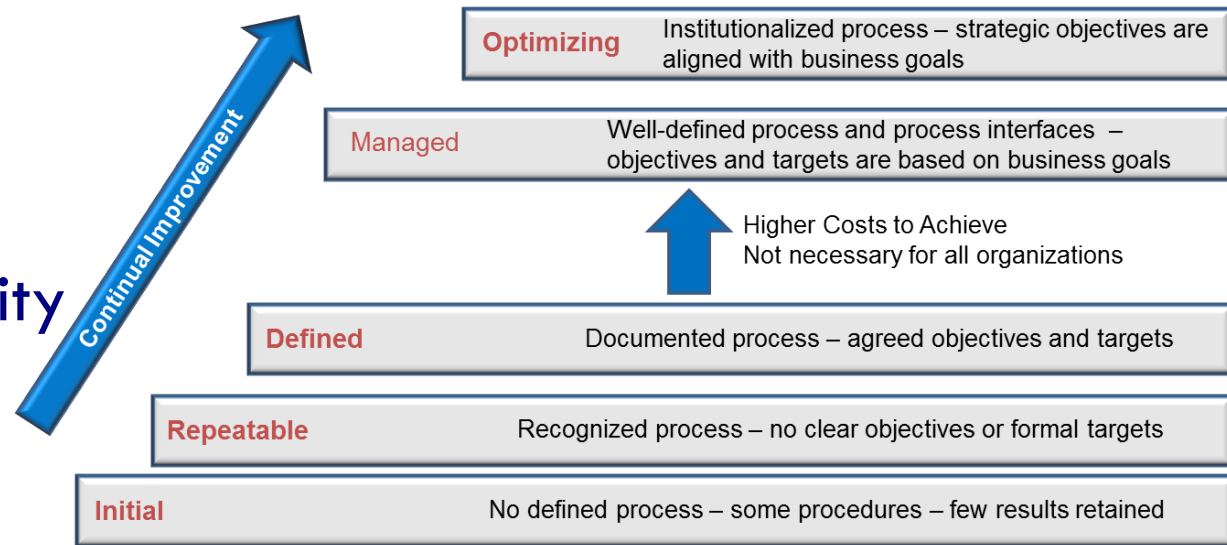 Optimizing
Institutionalized process – strategic objectives are
aligned with business goals
Managed
Well-defined process and process interfaces –
objectives and targets are based on business goals
Continual Improvement
Higher Costs to Achieve
Not necessary for all organizations
ity
Defined
Documented process – agreed objectives and targets
Repeatable
Recognized process – no clear objectives or formal targets
Initial
No defined process – some procedures – few results retained